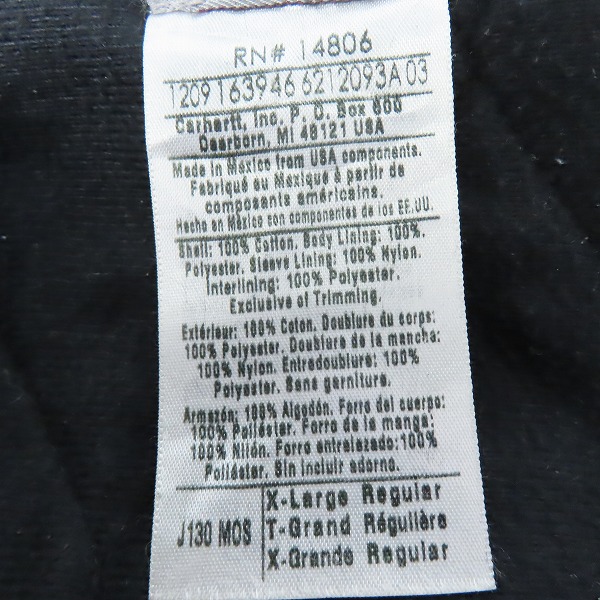 RN# 14806
1209 163946 6212093A 03
Carhartt, Inc. P. O. Box 600
Dearborn, MI 48121 USA
Made in Mexico from USA components.
Fabriqué au Mexique à partir de
composants américains.
Hecho en México con componentes de los EE.UU.
Shell: 100% Cotton. Body Lining: 100%.
Polyester. Sleeve Lining: 100% Nylon.
Interlining: 100% Polyester.
Exclusive of Trimming.
Extérieur: 100% Coton. Doublure du corps:
100% Polyester. Doublure de la mancha:
100% Nylon. Entredoublure: 100%
Polyester. Sans garniture.
Armazón: 100% Algodón. Forro del cuerpo:
100% Poliéster. Forro de la manga:
100% Nilón. Forro entrelazado: 100%
Poliéster. Sin incluir adorno.
J130 MOS
X-Large Regular
T-Grand Régulière
X-Grande Regular